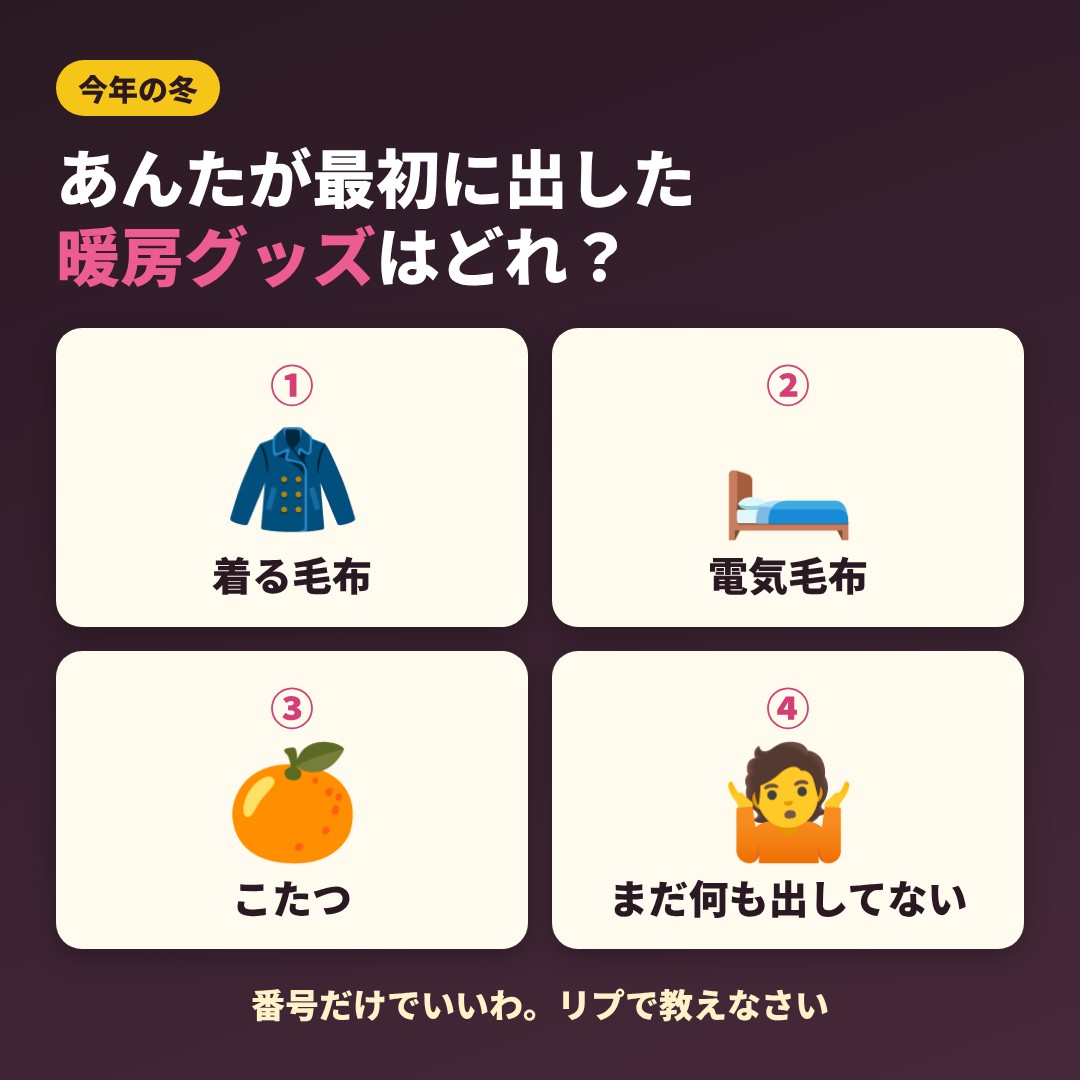 今年の冬
あんたが最初に出した
暖房グッズはどれ？
①
着る毛布
②
電気毛布
③
こたつ
④
まだ何も出してない
番号だけでいいわ。リプで教えなさい